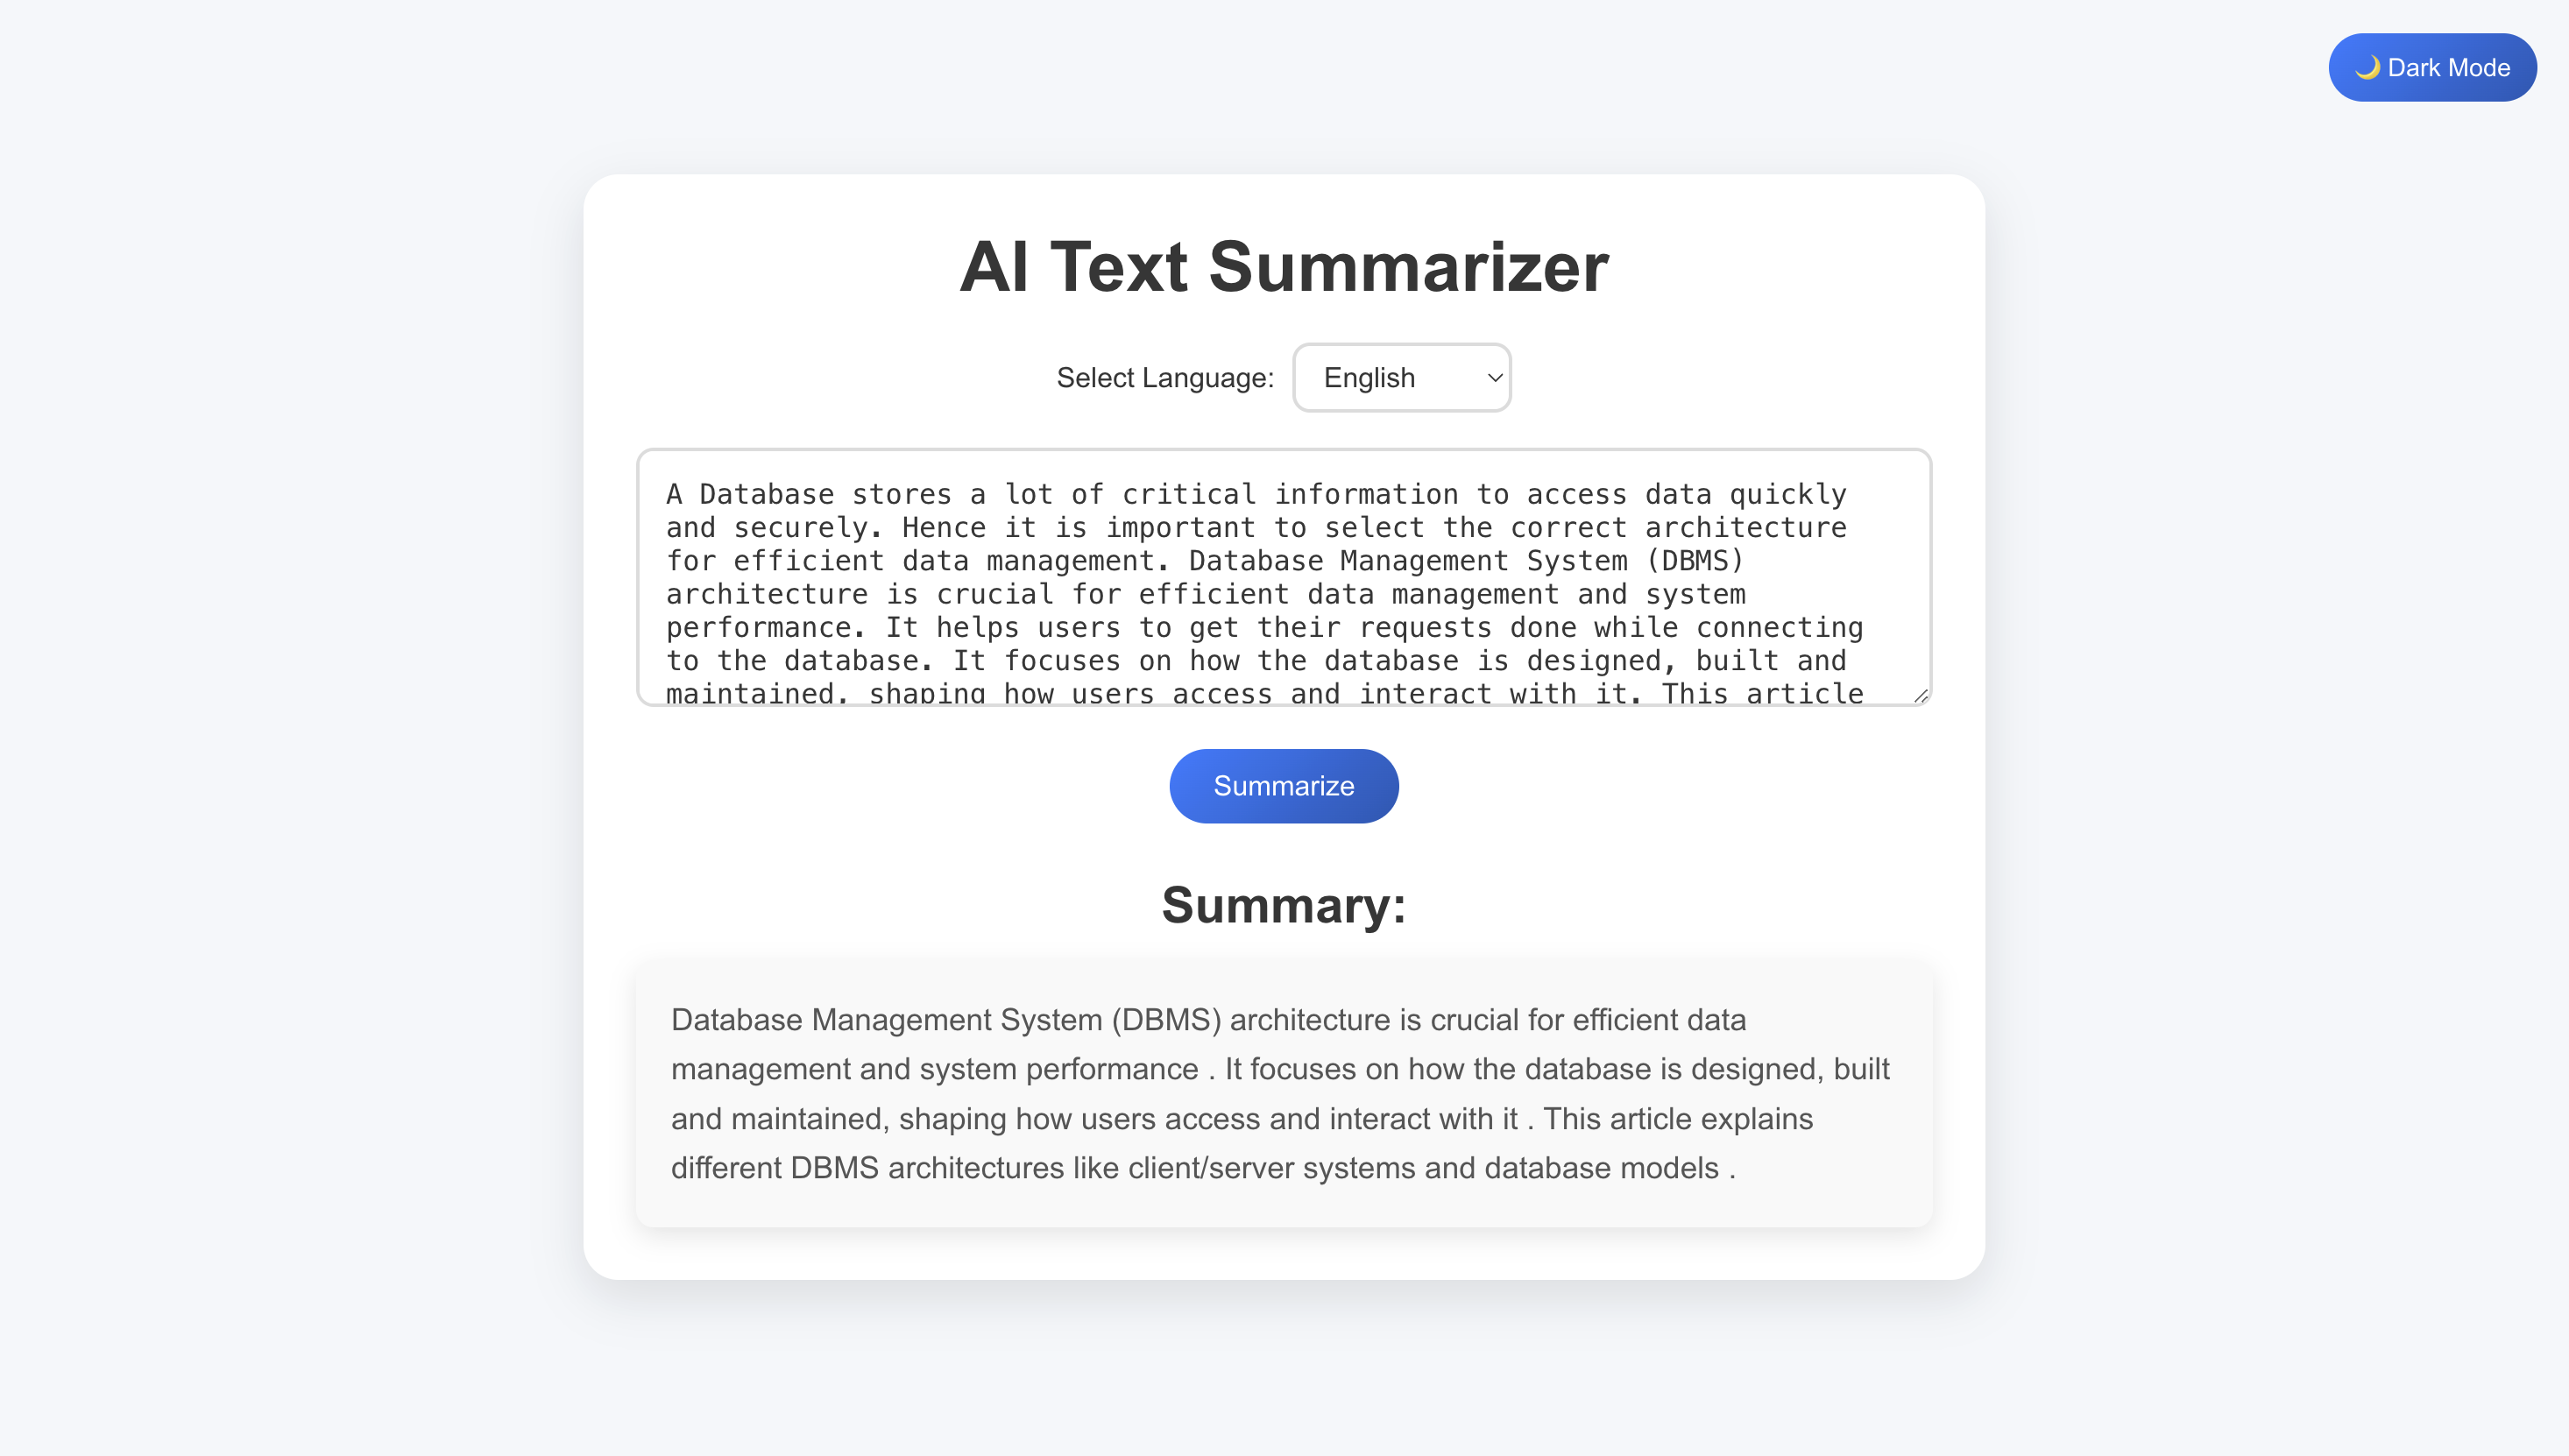 🌙 Dark Mode
AI Text Summarizer
Select Language: English
A Database stores a lot of critical information to access data quickly
and securely. Hence it is important to select the correct architecture
for efficient data management. Database Management System (DBMS)
architecture is crucial for efficient data management and system
performance. It helps users to get their requests done while connecting
to the database. It focuses on how the database is designed, built and
maintained, shaping how users access and interact with it. This article
Summarize
Summary:
Database Management System (DBMS) architecture is crucial for efficient data
management and system performance . It focuses on how the database is designed, built
and maintained, shaping how users access and interact with it . This article explains
different DBMS architectures like client/server systems and database models .